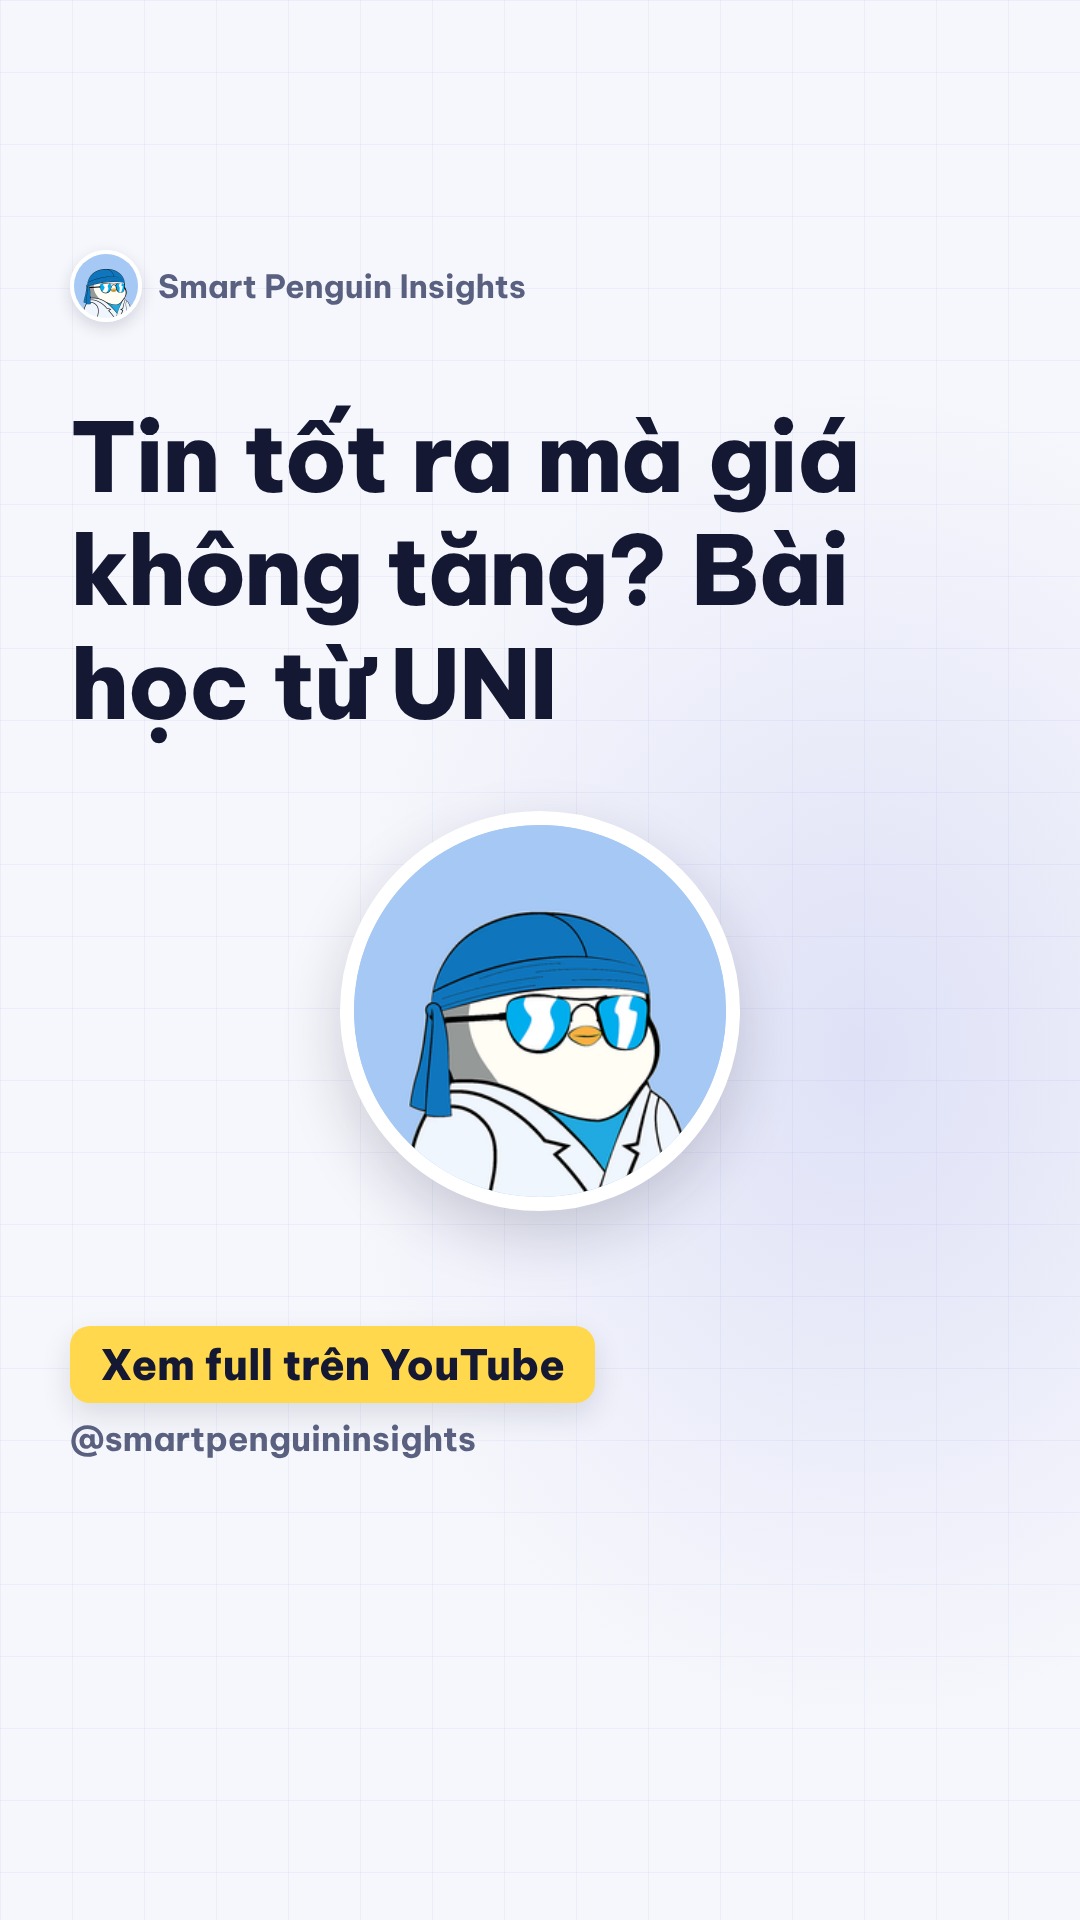 Smart Penguin Insights
Tin tốt ra mà giá
không tăng? Bài
học từ UNI
Xem full trên YouTube
@smartpenguininsights